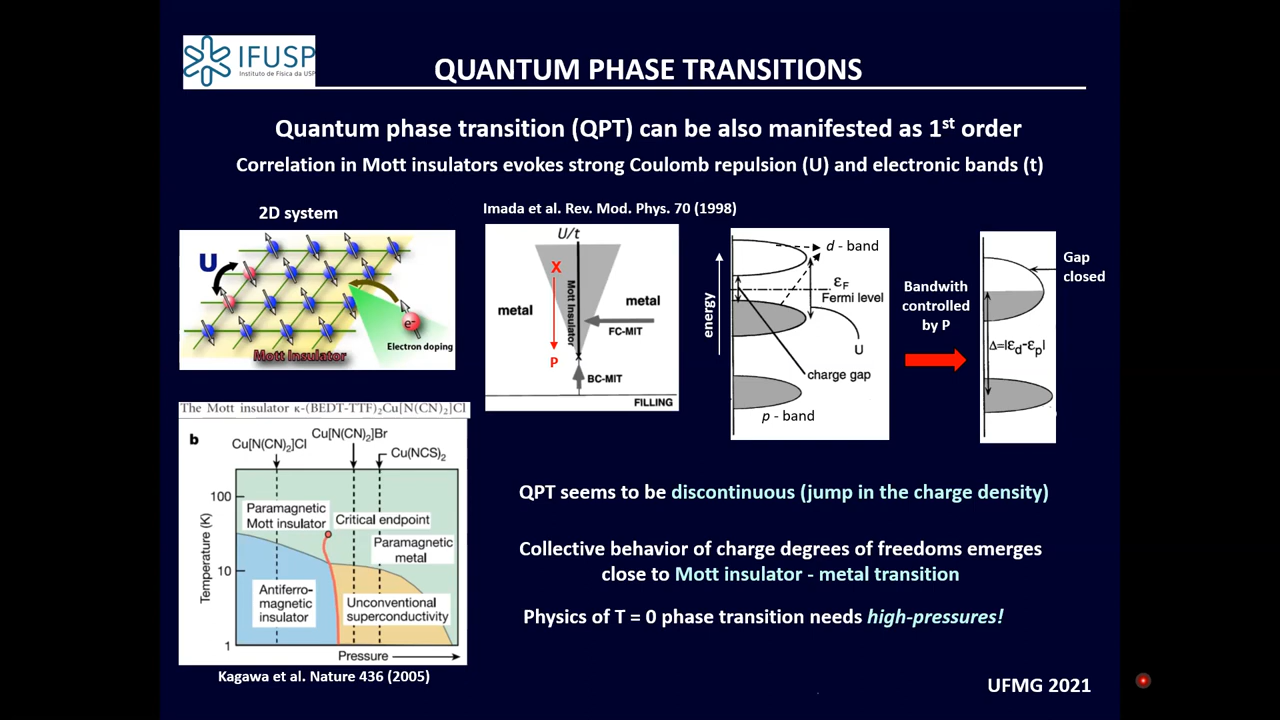 IFUSP
Instituto de Física da USP
QUANTUM PHASE TRANSITIONS
Quantum phase transition (QPT) can be also manifested as 1st order
Correlation in Mott insulators evokes strong Coulomb repulsion (U) and electronic bands (t)
2D system
U
e-
Electron doping
Mott Insulator
Imada et al. Rev. Mod. Phys. 70 (1998)
U/t
X
metal
Mott Insulator
metal
FC-MIT
P
BC-MIT
FILLING
energy
d - band
εF
Fermi level
U
charge gap
p - band
Bandwith
controlled
by P
Gap
closed
Δ=|εd-εp|
The Mott insulator κ-(BEDT-TTF)2Cu[N(CN)2]Cl
b
Cu[N(CN)2]Cl
Cu[N(CN)2]Br
Cu(NCS)2
Temperature (K)
100
10
1
Paramagnetic
Mott insulator
Critical endpoint
Paramagnetic
metal
Antiferro-
magnetic
insulator
Unconventional
superconductivity
Pressure
Kagawa et al. Nature 436 (2005)
QPT seems to be discontinuous (jump in the charge density)
Collective behavior of charge degrees of freedoms emerges
close to Mott insulator - metal transition
Physics of T = 0 phase transition needs high-pressures!
UFMG 2021